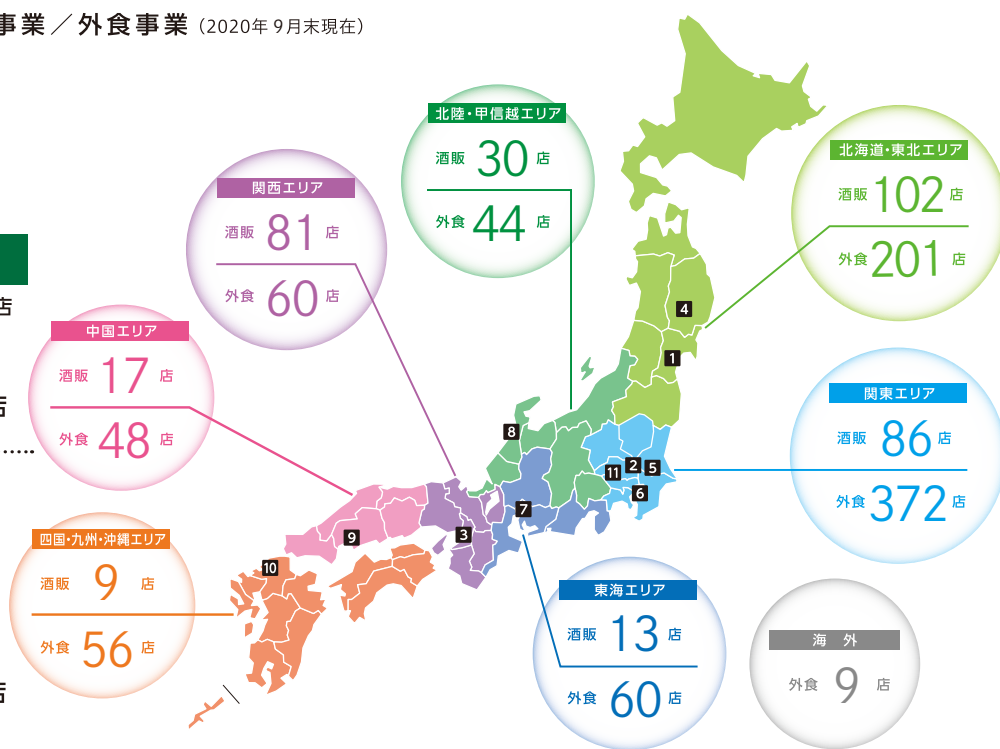 事業／外食事業（2020年9月末現在）
北陸・甲信越エリア
酒販 30 店
外食 44 店
北海道・東北エリア
酒販 102 店
外食 201 店
関西エリア
酒販 81 店
外食 60 店
店
中国エリア
酒販 17 店
外食 48 店
4
1
関東エリア
酒販 86 店
外食 372 店
店
……
8
11
2
5
6
7
3
9
10
四国・九州・沖縄エリア
酒販 9 店
外食 56 店
東海エリア
酒販 13 店
外食 60 店
海外
外食 9 店
店